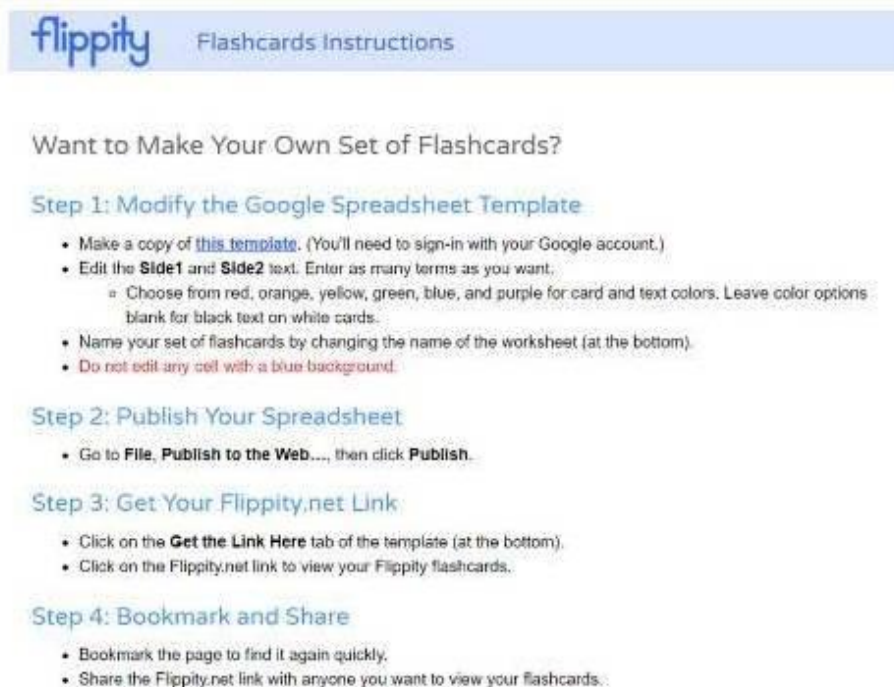 flippity Flashcards Instructions
Want to Make Your Own Set of Flashcards?
Step 1: Modify the Google Spreadsheet Template
• Make a copy of this template. (You'll need to sign-in with your Google account.)
• Edit the Side1 and Side2 text. Enter as many terms as you want.
Choose from red, orange, yellow, green, blue, and purple for card and text colors. Leave color options
blank for black text on white cards.
• Name your set of flashcards by changing the name of the worksheet (at the bottom).
• Do not edit any cell with a blue background.
Step 2: Publish Your Spreadsheet
• Go to File, Publish to the Web..., then click Publish.
Step 3: Get Your Flippity.net Link
• Click on the Get the Link Here tab of the template (at the bottom).
• Click on the Flippity.net link to view your Flippity flashcards.
Step 4: Bookmark and Share
• Bookmark the page to find it again quickly.
• Share the Flippity.net link with anyone you want to view your flashcards.